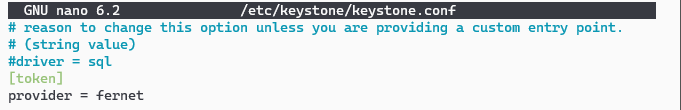 GNU nano 6.2 /etc/keystone/keystone.conf
# reason to change this option unless you are providing a custom entry point.
# (string value)
#driver = sql
[token]
provider = fernet